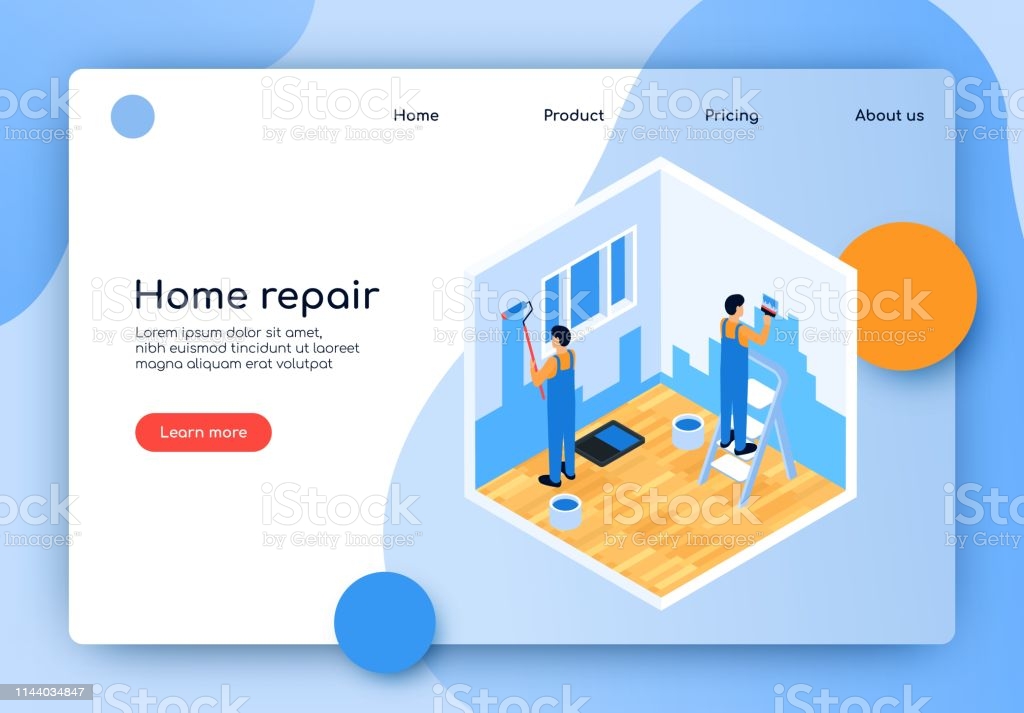 Home Product Pricing About us
Home repair
Lorem ipsum dolor sit amet,
nibh euismod tincidunt ut laoreet
magna aliquam erat volutpat
Learn more
iStock
by Getty Images™
1144034847